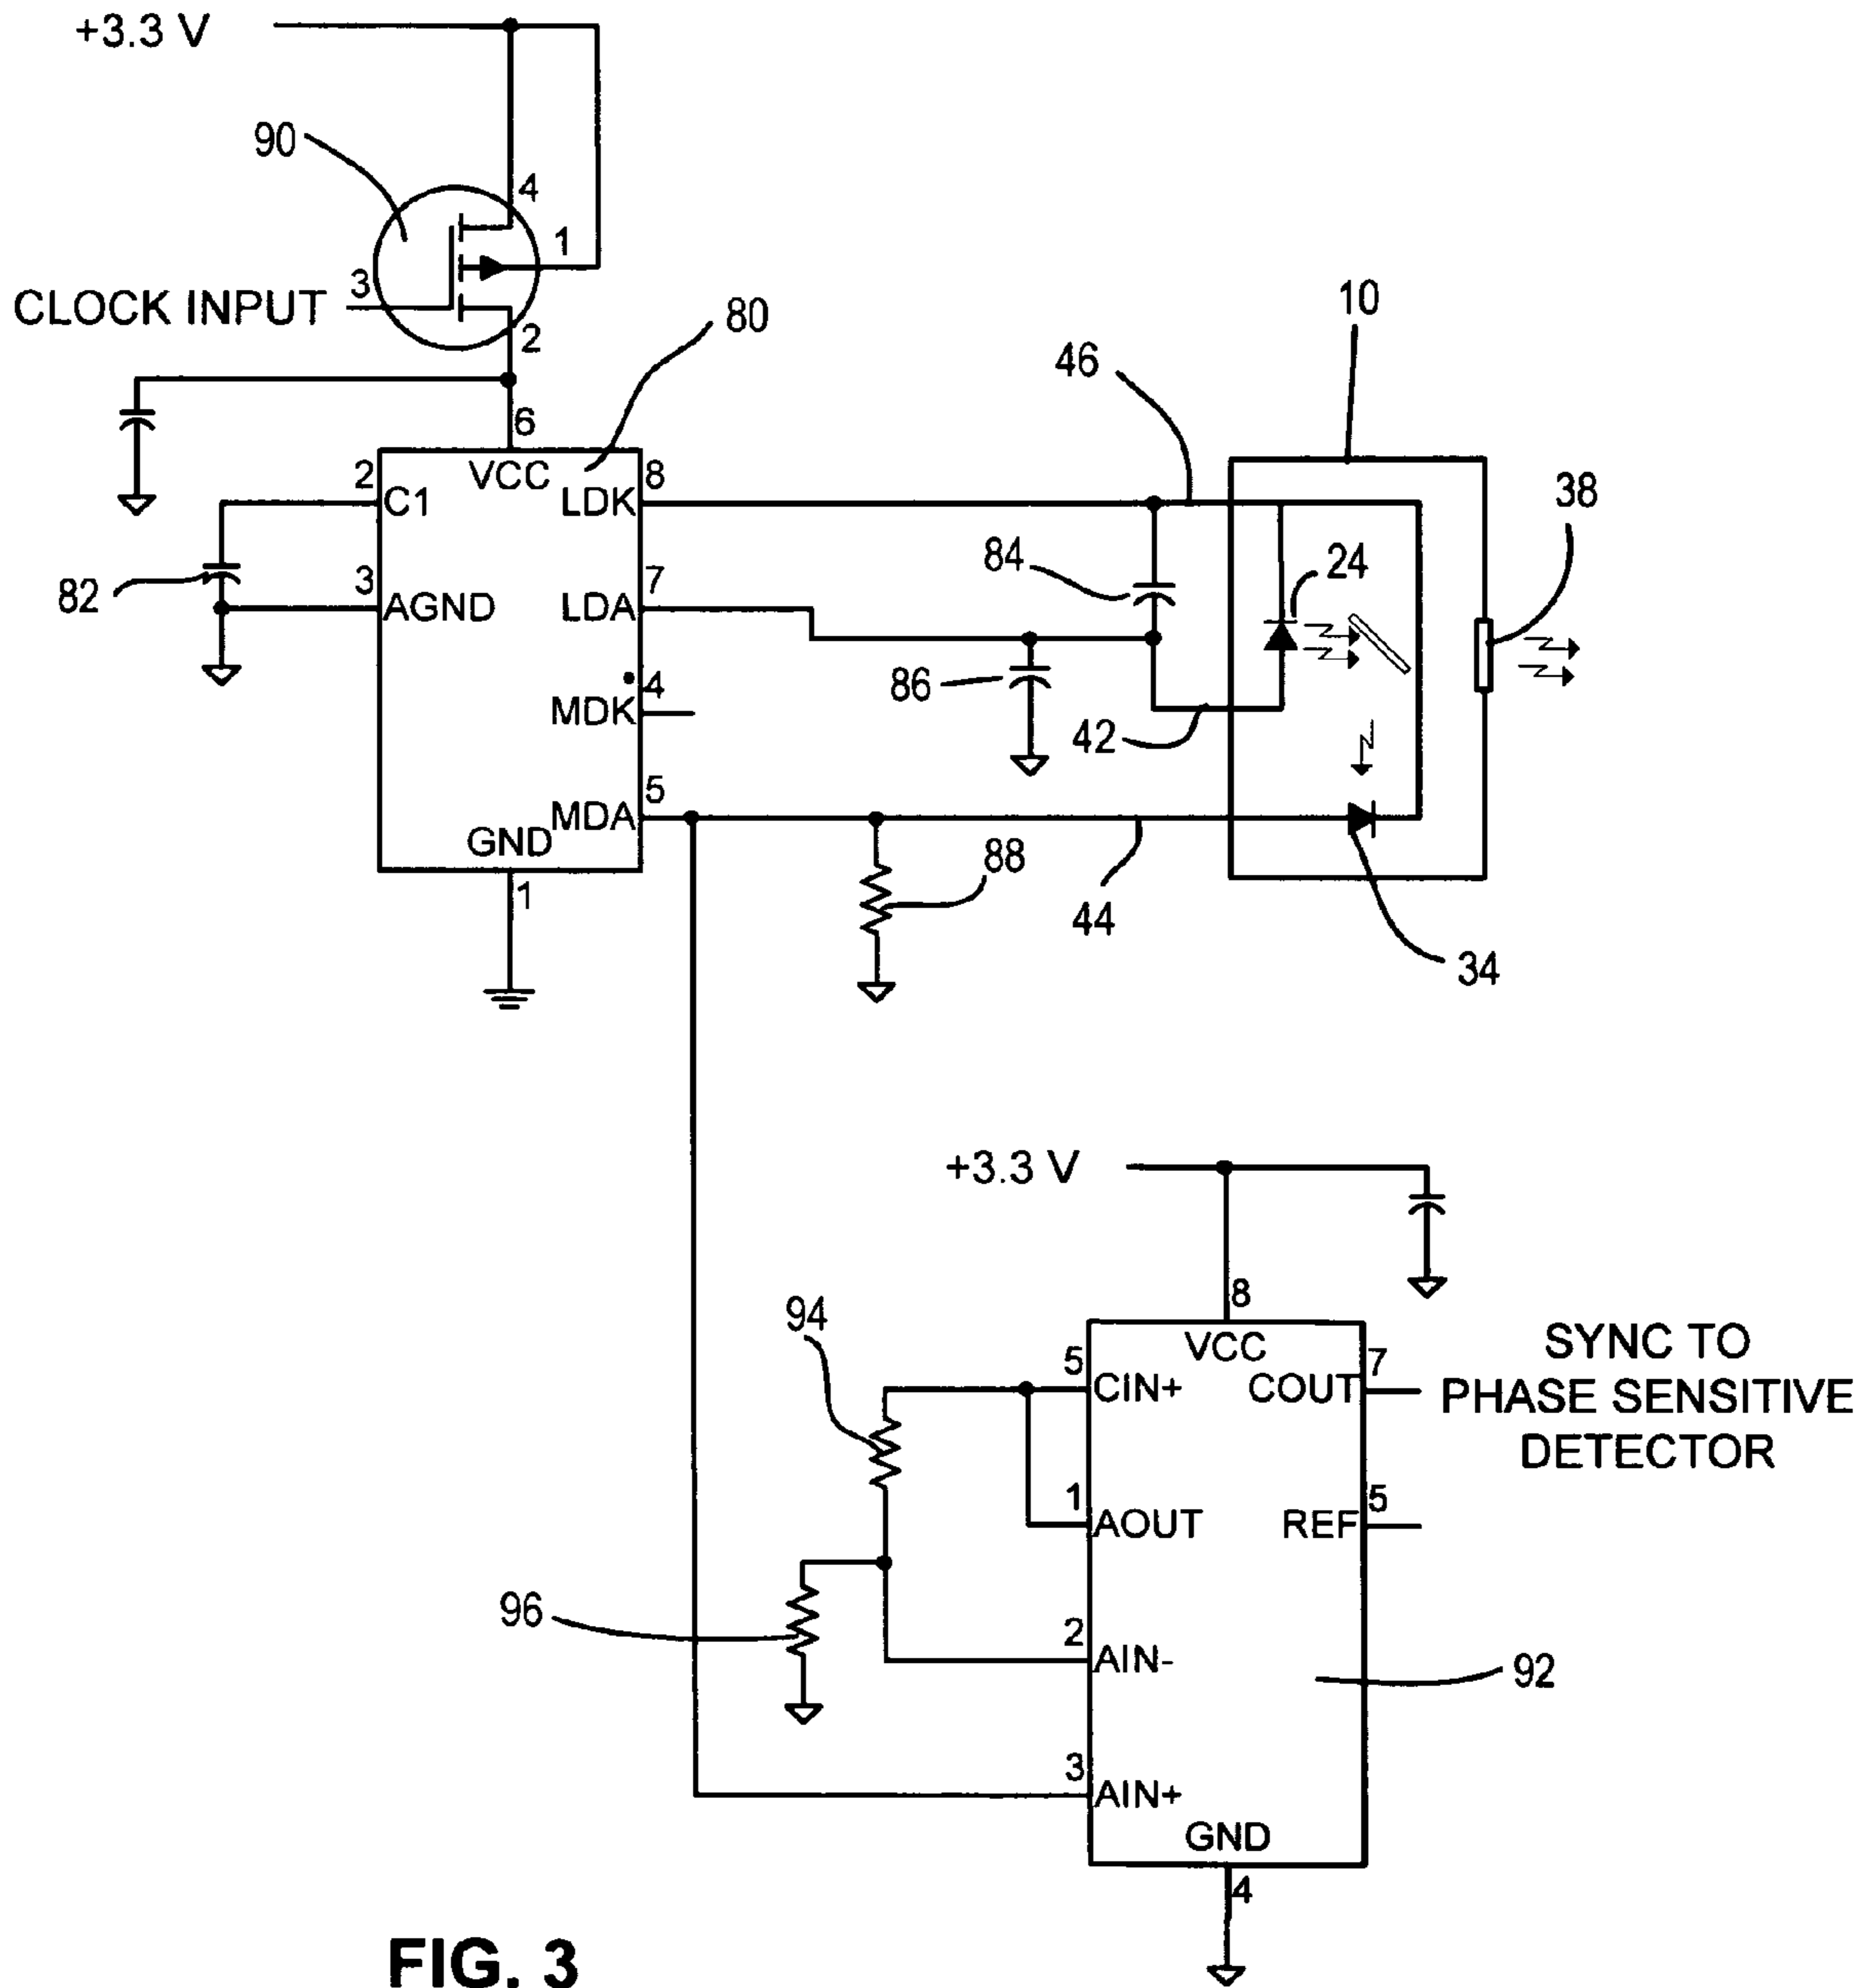 +3.3 V
90
4
1
3
CLOCK INPUT
2
80
10
46
6
VCC
2
C1
LDK
8
38
84
24
82
3
AGND
LDA
7
86
4
MDK
42
MDA
5
GND
88
1
44
34
+3.3 V
8
94
VCC
5
CIN+
COUT
7
SYNC TO
PHASE SENSITIVE
DETECTOR
1
AOUT
REF
5
96
2
AIN-
92
3
AIN+
GND
4
FIG. 3